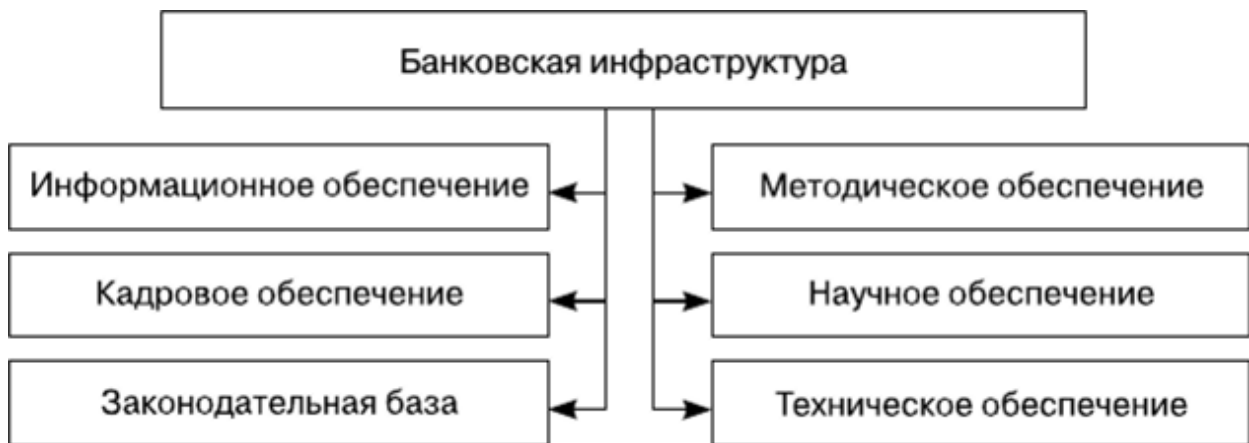 Банковская инфраструктура
Информационное обеспечение
Методическое обеспечение
Кадровое обеспечение
Научное обеспечение
Законодательная база
Техническое обеспечение